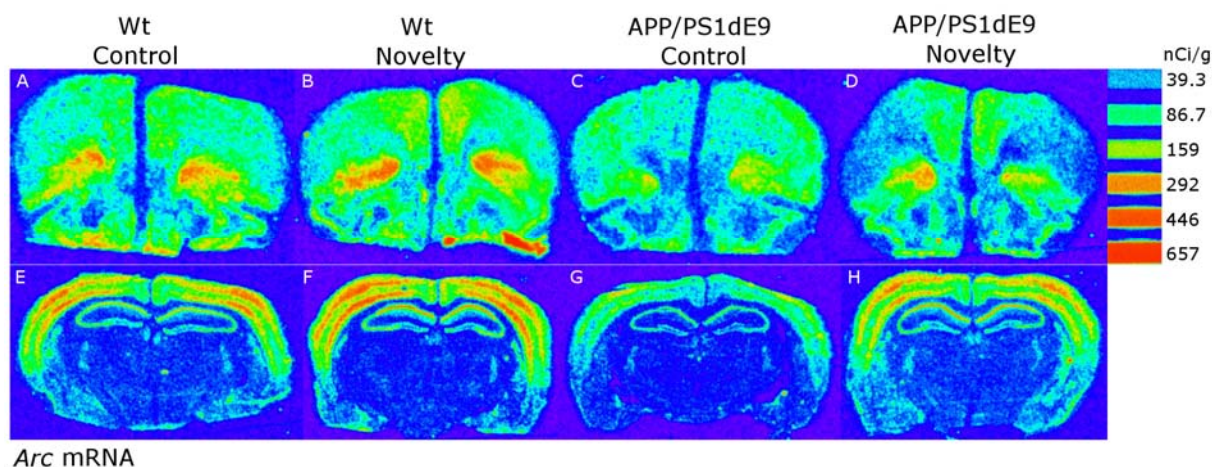 Wt Control
Wt Novelty
APP/PS1dE9 Control
APP/PS1dE9 Novelty
nCi/g
A
B
C
D
39.3
86.7
159
292
446
657
E
F
G
H
Arc mRNA